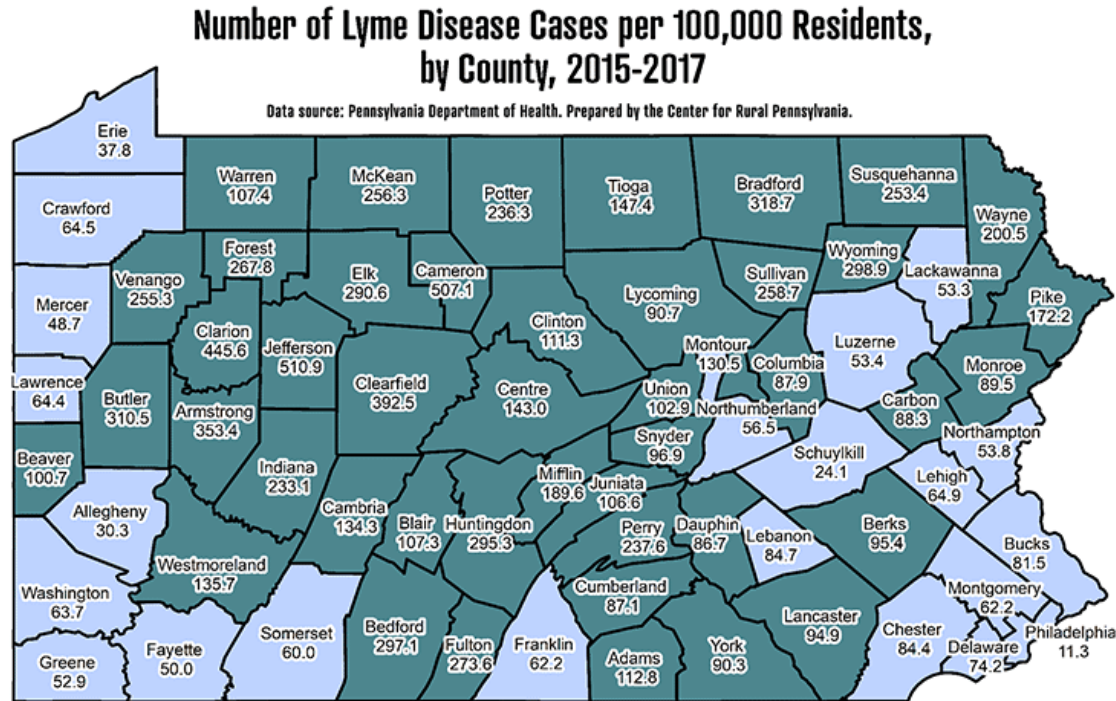 Number of Lyme Disease Cases per 100,000 Residents,
by County, 2015-2017
Data source: Pennsylvania Department of Health. Prepared by the Center for Rural Pennsylvania.
Erie
37.8
Crawford
64.5
Warren
107.4
McKean
256.3
Potter
236.3
Tioga
147.4
Bradford
318.7
Susquehanna
253.4
Wayne
200.5
Mercer
48.7
Venango
255.3
Forest
267.8
Elk
290.6
Cameron
507.1
Clinton
111.3
Lycoming
90.7
Sullivan
258.7
Wyoming
298.9
Lackawanna
53.3
Pike
172.2
Clarion
445.6
Jefferson
510.9
Lawrence
64.4
Butler
310.5
Armstrong
353.4
Clearfield
392.5
Centre
143.0
Union
102.9
Montour
130.5
Columbia
87.9
Luzerne
53.4
Monroe
89.5
Carbon
88.3
Northumberland
56.5
Snyder
96.9
Schuylkill
24.1
Northampton
53.8
Lehigh
64.9
Beaver
100.7
Allegheny
30.3
Indiana
233.1
Cambria
134.3
Blair
107.3
Huntingdon
295.3
Mifflin
189.6
Juniata
106.6
Perry
237.6
Dauphin
86.7
Lebanon
84.7
Berks
95.4
Bucks
81.5
Montgomery
62.2
Westmoreland
135.7
Washington
63.7
Greene
52.9
Fayette
50.0
Somerset
60.0
Bedford
297.1
Fulton
273.6
Franklin
62.2
Cumberland
87.1
Adams
112.8
York
90.3
Lancaster
94.9
Chester
84.4
Delaware
74.2
Philadelphia
11.3